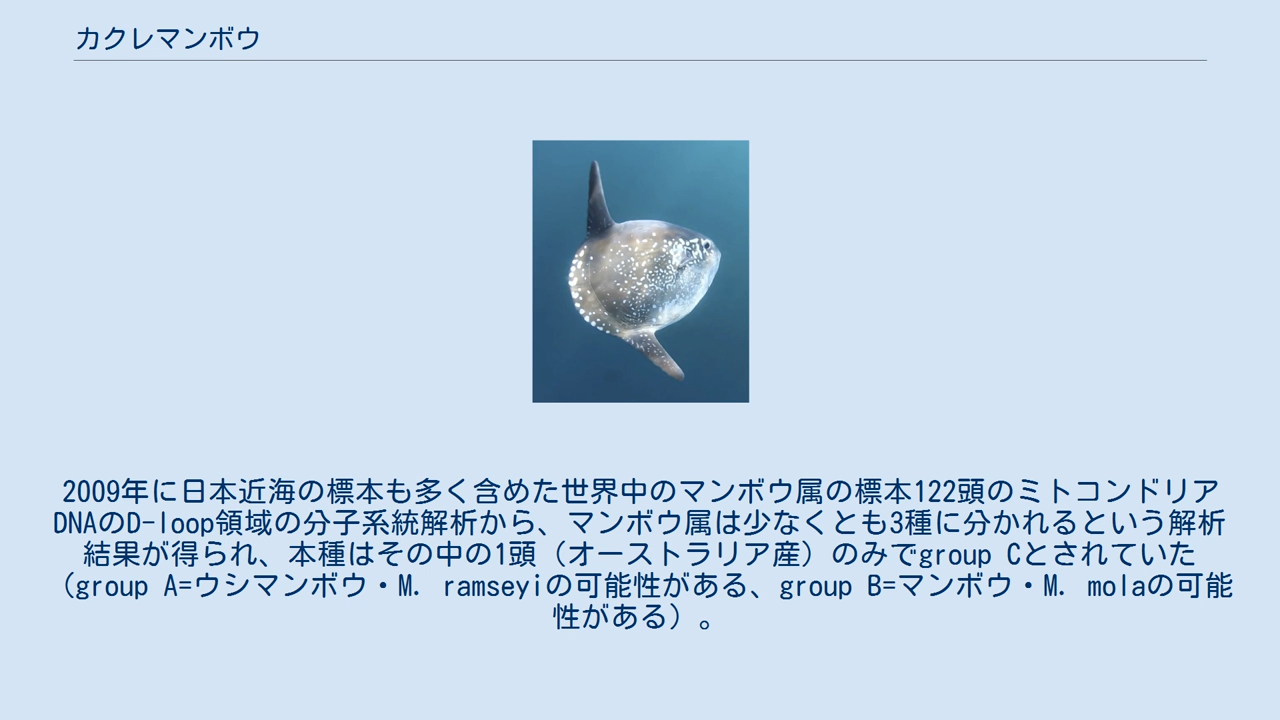 カクレマンボウ
2009年に日本近海の標本も多く含めた世界中のマンボウ属の標本122頭のミトコンドリア
DNAのD-loop領域の分子系統解析から、マンボウ属は少なくとも3種に分かれるという解析
結果が得られ、本種はその中の1頭（オーストラリア産）のみでgroup Cとされていた
（group A=ウシマンボウ・M. ramseyiの可能性がある、group B=マンボウ・M. molaの可能
性がある）。